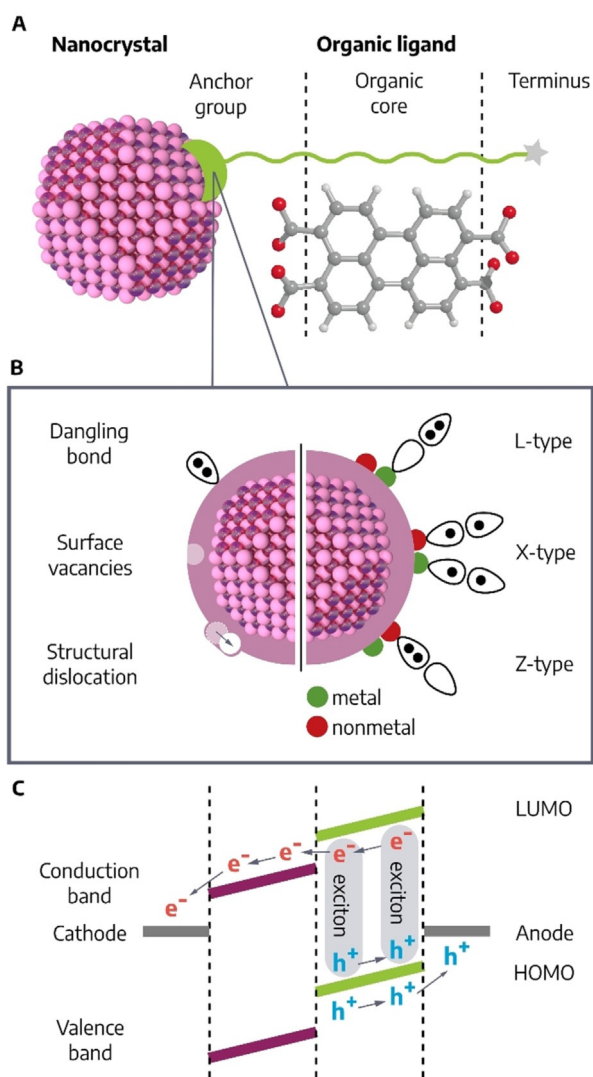 A
Nanocrystal
Organic ligand
Anchor
group
Organic
core
Terminus
B
Dangling
bond
L-type
Surface
vacancies
X-type
Structural
dislocation
Z-type
metal
nonmetal
C
LUMO
Conduction
band
e⁻ e⁻ e⁻ e⁻ e⁻
exciton exciton
Cathode
Anode
h⁺ h⁺ h⁺
HOMO
h⁺ h⁺
Valence
band